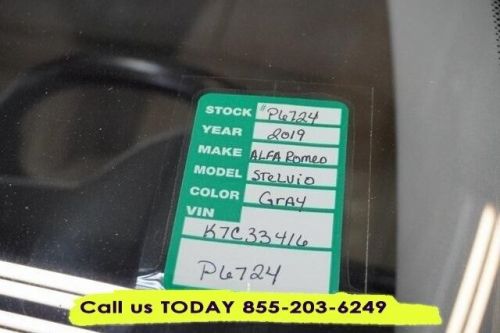 STOCK #P6724
YEAR 2019
MAKE ALFA Romeo
MODEL STeLViO
COLOR GrAY
VIN
K7C33416
P6724
Call us TODAY 855-203-6249